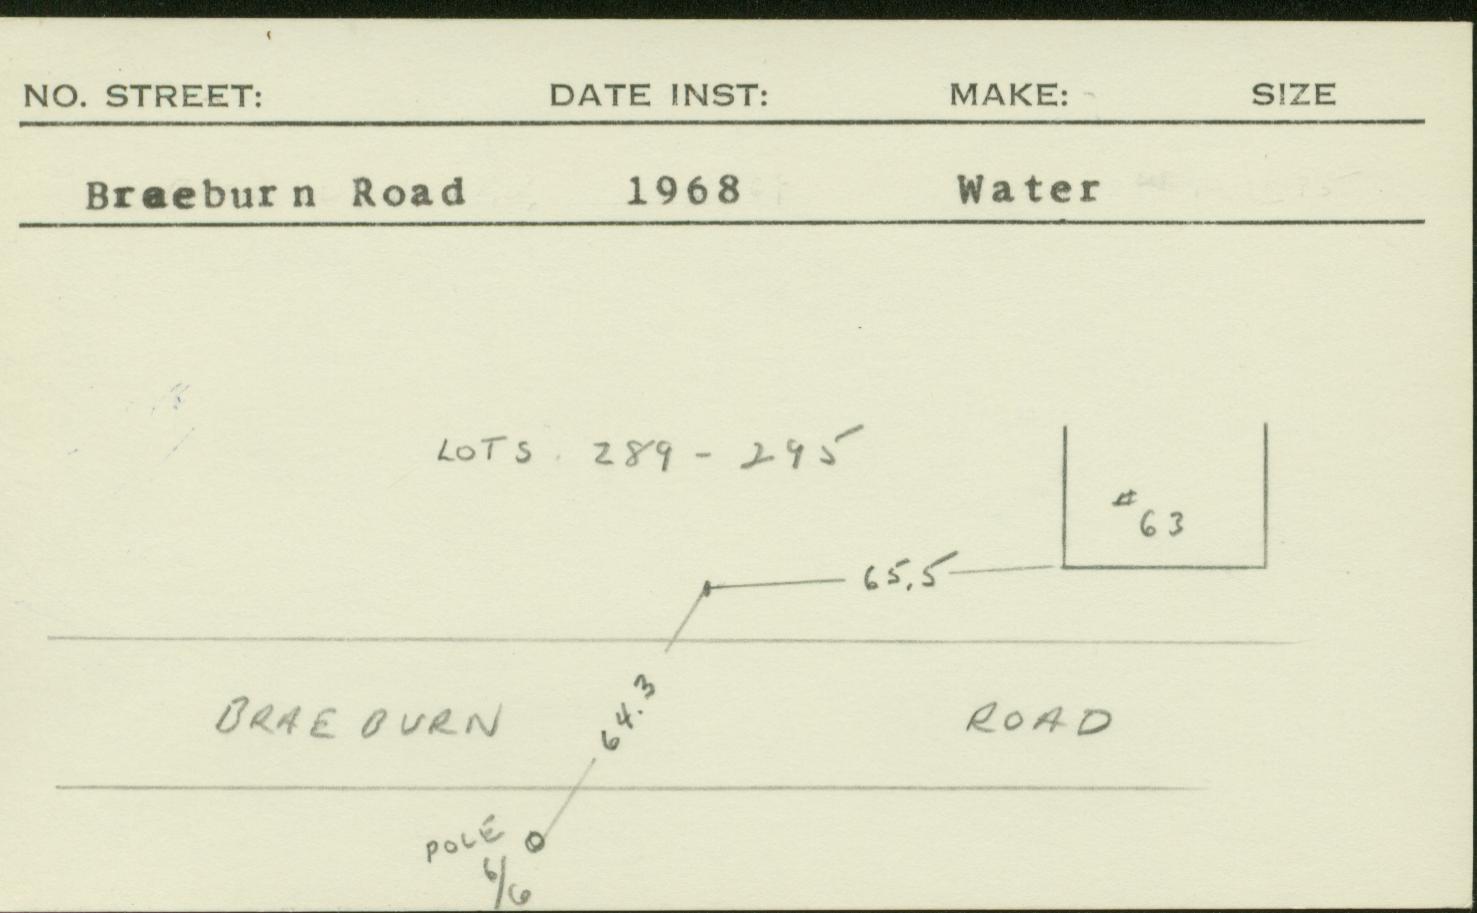 NO. STREET: DATE INST: MAKE: SIZE
Braeburn Road 1968 Water
LOTS. 289 - 295
#63
65.5
64.3
BRAEBURN ROAD
POLE
6/6